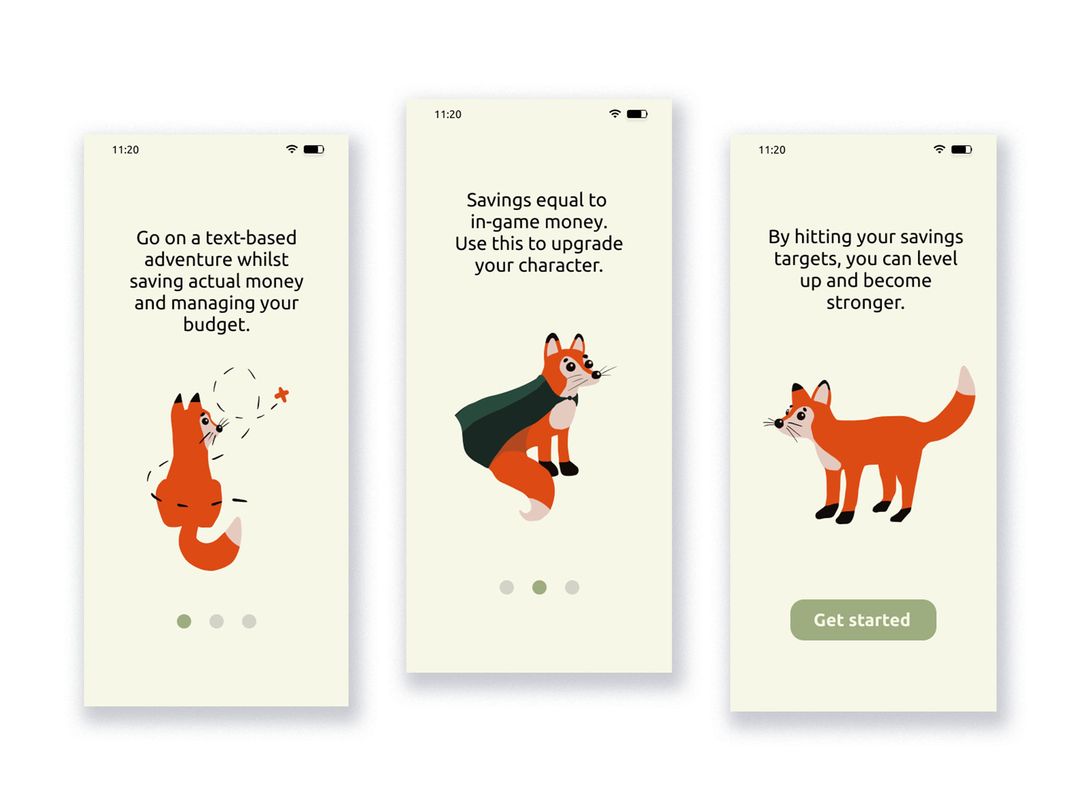 11:20
Go on a text-based
adventure whilst
saving actual money
and managing your
budget.
11:20
Savings equal to
in-game money.
Use this to upgrade
your character.
11:20
By hitting your savings
targets, you can level
up and become
stronger.
Get started